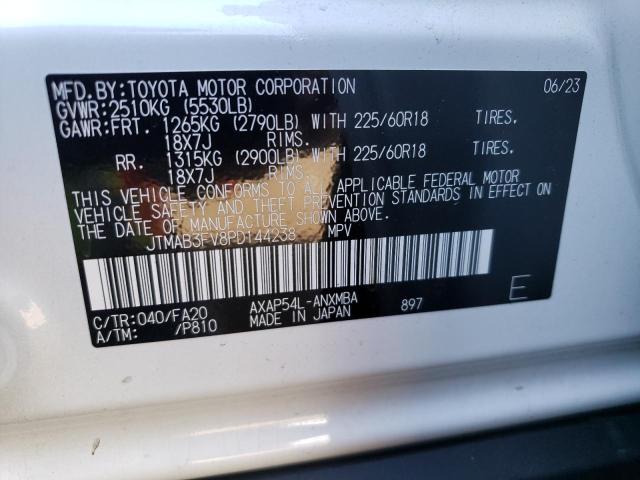 MFD.BY:TOYOTA MOTOR CORPORATION 06/23
GVWR:2510KG (5530LB)
GAWR:FRT. 1265KG (2790LB) WITH 225/60R18 TIRES.
18X7J RIMS.
RR. 1315KG (2900LB) WITH 225/60R18 TIRES.
18X7J RIMS.
THIS VEHICLE CONFORMS TO ALL APPLICABLE FEDERAL MOTOR
VEHICLE SAFETY AND THEFT PREVENTION STANDARDS IN EFFECT ON
THE DATE OF MANUFACTURE SHOWN ABOVE.
JTMAB3FV8PD144238 MPV
C/TR:040/FA20 AXAP54L-ANXMBA 897 E
A/TM: /P810 MADE IN JAPAN